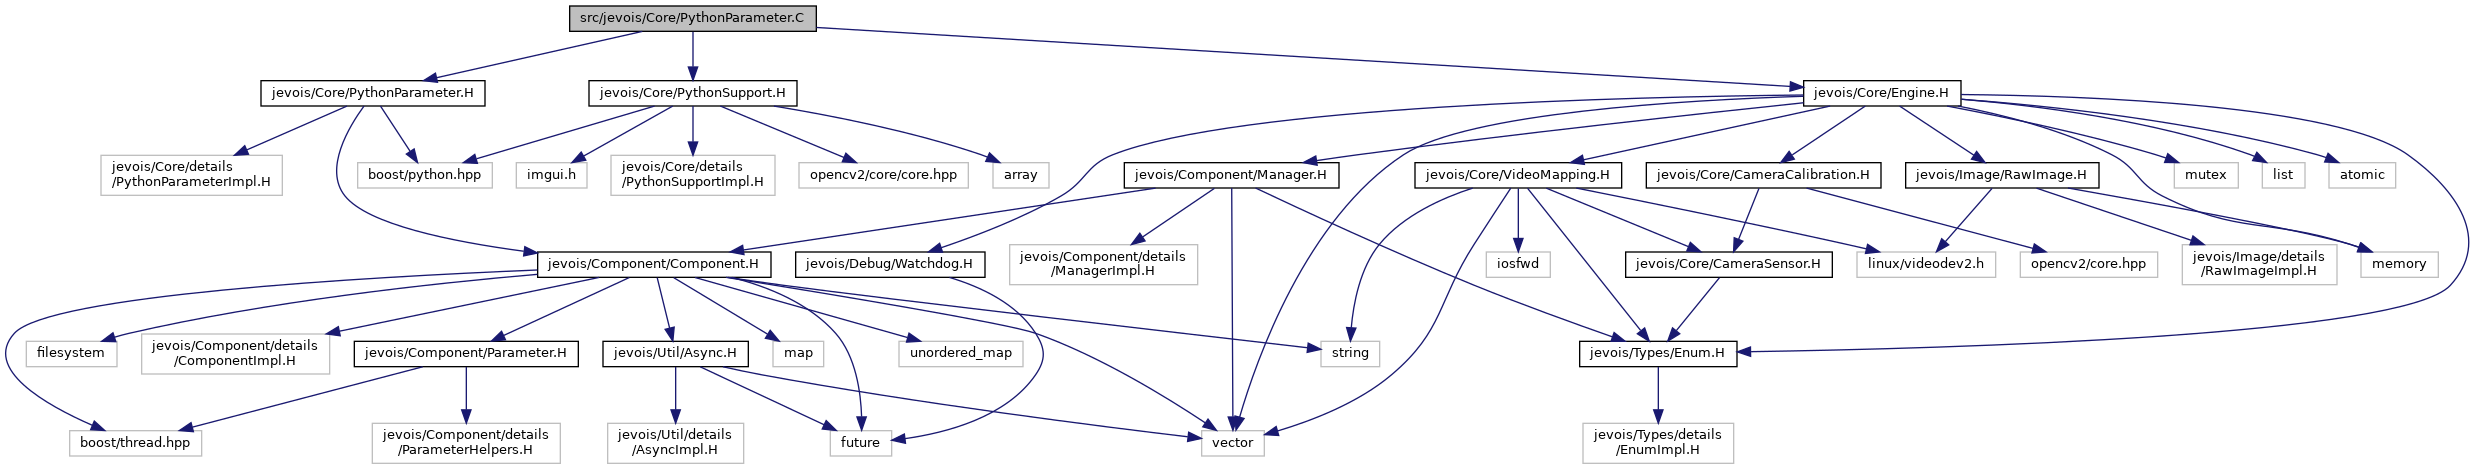 src/jevois/Core/PythonParameter.C
jevois/Core/PythonParameter.H
jevois/Core/PythonSupport.H
jevois/Core/Engine.H
jevois/Core/details
/PythonParameterImpl.H
boost/python.hpp
imgui.h
jevois/Core/details
/PythonSupportImpl.H
opencv2/core/core.hpp
array
jevois/Component/Manager.H
jevois/Core/VideoMapping.H
jevois/Core/CameraCalibration.H
jevois/Image/RawImage.H
mutex
list
atomic
jevois/Component/Component.H
jevois/Debug/Watchdog.H
jevois/Component/details
/ManagerImpl.H
iosfwd
jevois/Core/CameraSensor.H
linux/videodev2.h
opencv2/core.hpp
jevois/Image/details
/RawImageImpl.H
memory
filesystem
jevois/Component/details
/ComponentImpl.H
jevois/Component/Parameter.H
jevois/Util/Async.H
map
unordered_map
string
jevois/Types/Enum.H
boost/thread.hpp
jevois/Component/details
/ParameterHelpers.H
jevois/Util/details
/AsyncImpl.H
future
vector
jevois/Types/details
/EnumImpl.H